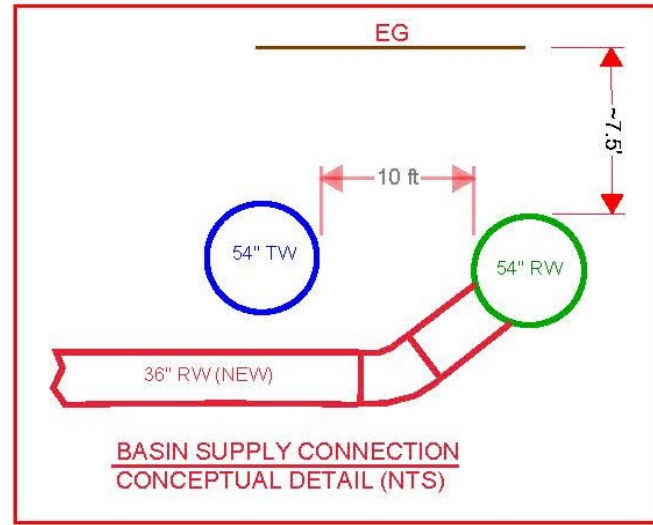 EG
~7.5'
10 ft
54" TW
54" RW
36" RW (NEW)
BASIN SUPPLY CONNECTION
CONCEPTUAL DETAIL (NTS)